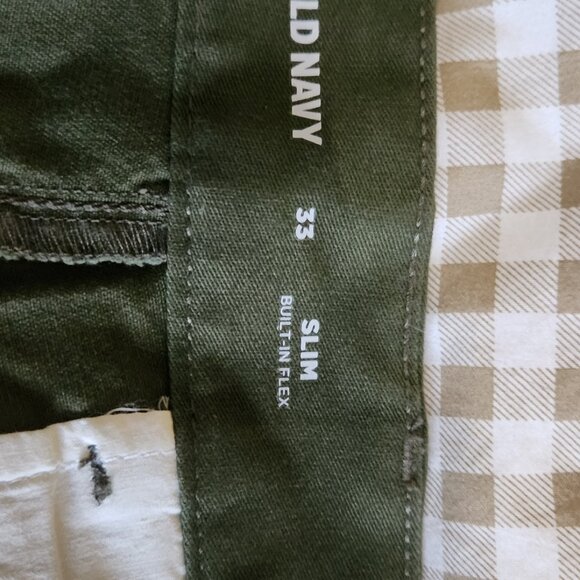 LD NAVY
33
SLIM
BUILT-IN FLEX